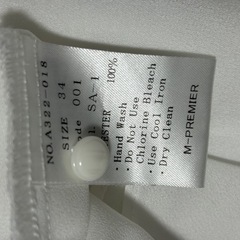 NO.A322-018
SIZE 34
de 001
SA-1
100%
ESTER
• Hand Wash
• Do Not Use
Chlorine Bleach
• Use Cool Iron
• Dry Clean
M-PREMIER